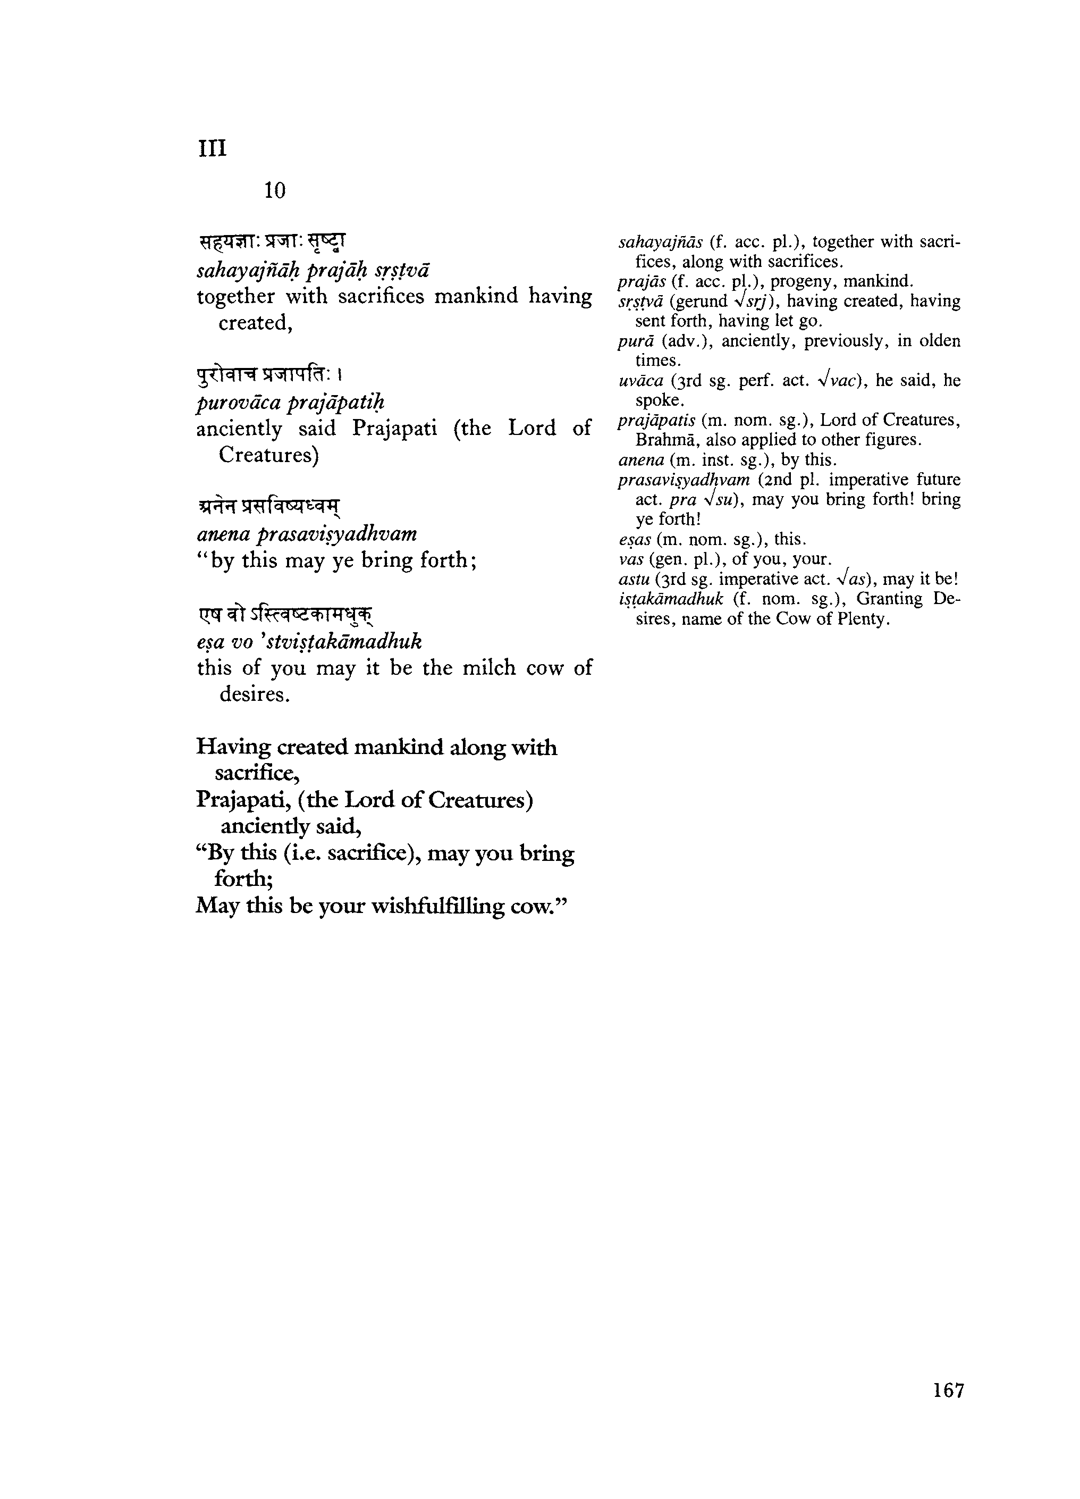 III
10
सहयज्ञाः प्रजाः सृष्ट्वा
sahayajñāḥ prajāḥ sṛṣṭvā
together with sacrifices mankind having
created,
पुरोवाच प्रजापतिः ।
purovāca prajāpatiḥ
anciently said Prajapati (the Lord of
Creatures)
अनेन प्रसविष्यध्वम्
anena prasaviṣyadhvam
“by this may ye bring forth;
एष वो ऽस्त्विष्टकामधुक्
eṣa vo 'stviṣṭakāmadhuk
this of you may it be the milch cow of
desires.
Having created mankind along with
sacrifice,
Prajapati, (the Lord of Creatures)
anciently said,
“By this (i.e. sacrifice), may you bring
forth;
May this be your wishfulfilling cow.”
sahayajñās (f. acc. pl.), together with sacri-
fices, along with sacrifices.
prajās (f. acc. pl.), progeny, mankind.
sṛṣṭvā (gerund √sṛj), having created, having
sent forth, having let go.
purā (adv.), anciently, previously, in olden
times.
uvāca (3rd sg. perf. act. √vac), he said, he
spoke.
prajāpatis (m. nom. sg.), Lord of Creatures,
Brahmā, also applied to other figures.
anena (m. inst. sg.), by this.
prasaviṣyadhvam (2nd pl. imperative future
act. pra √su), may you bring forth! bring
ye forth!
eṣas (m. nom. sg.), this.
vas (gen. pl.), of you, your.
astu (3rd sg. imperative act. √as), may it be!
iṣṭakāmadhuk (f. nom. sg.), Granting De-
sires, name of the Cow of Plenty.
167